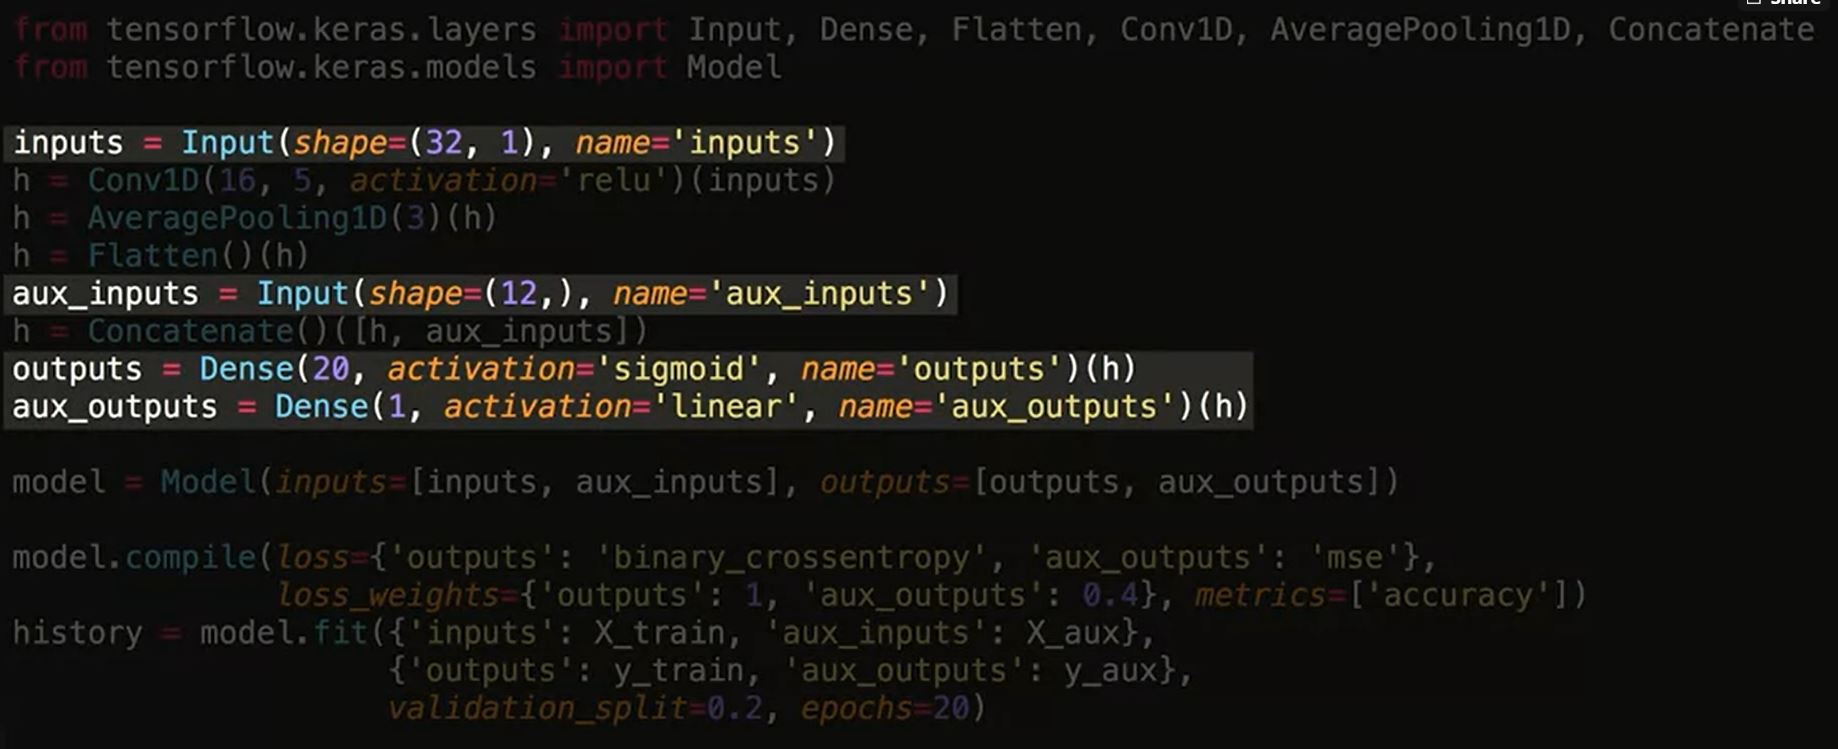 Share
from tensorflow.keras.layers import Input, Dense, Flatten, Conv1D, AveragePooling1D, Concatenate
from tensorflow.keras.models import Model
inputs = Input(shape=(32, 1), name='inputs')
h = Conv1D(16, 5, activation='relu')(inputs)
h = AveragePooling1D(3)(h)
h = Flatten()(h)
aux_inputs = Input(shape=(12,), name='aux_inputs')
h = Concatenate()([h, aux_inputs])
outputs = Dense(20, activation='sigmoid', name='outputs')(h)
aux_outputs = Dense(1, activation='linear', name='aux_outputs')(h)
model = Model(inputs=[inputs, aux_inputs], outputs=[outputs, aux_outputs])
model.compile(loss={'outputs': 'binary_crossentropy', 'aux_outputs': 'mse'},
loss_weights={'outputs': 1, 'aux_outputs': 0.4}, metrics=['accuracy'])
history = model.fit({'inputs': X_train, 'aux_inputs': X_aux},
{'outputs': y_train, 'aux_outputs': y_aux},
validation_split=0.2, epochs=20)